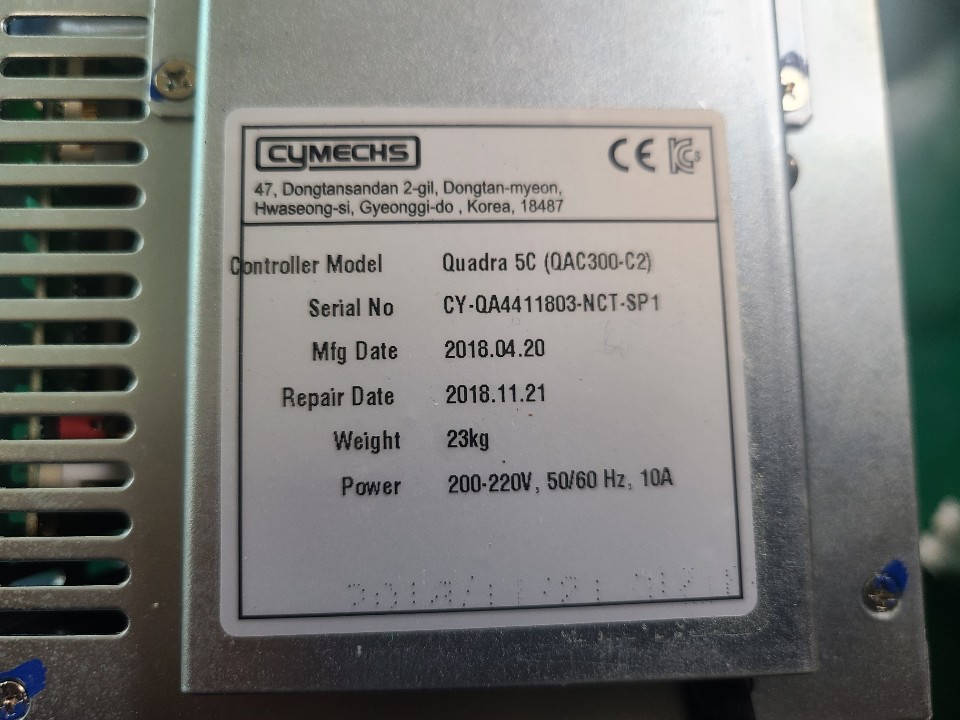 CYMECHS
CE
47, Dongtansandan 2-gil, Dongtan-myeon,
Hwaseong-si, Gyeonggi-do , Korea, 18487
Controller Model Quadra 5C (QAC300-C2)
Serial No CY-QA4411803-NCT-SP1
Mfg Date 2018.04.20
Repair Date 2018.11.21
Weight 23kg
Power 200-220V, 50/60 Hz, 10A